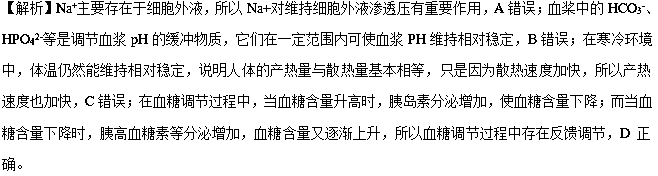 【解析】Na⁺主要存在于细胞外液，所以 Na+对维持细胞外液渗透压有重要作用，A 错误；血浆中的 HCO₃⁻、
HPO₄²⁻等是调节血浆 pH 的缓冲物质，它们在一定范围内可使血浆 PH 维持相对稳定，B 错误；在寒冷环境
中，体温仍然能维持相对稳定，说明人体的产热量与散热量基本相等，只是因为散热速度加快，所以产热
速度也加快，C 错误；在血糖调节过程中，当血糖含量升高时，胰岛素分泌增加，使血糖含量下降；而当血
糖含量下降时，胰高血糖素等分泌增加，血糖含量又逐渐上升，所以血糖调节过程中存在反馈调节，D 正
确。